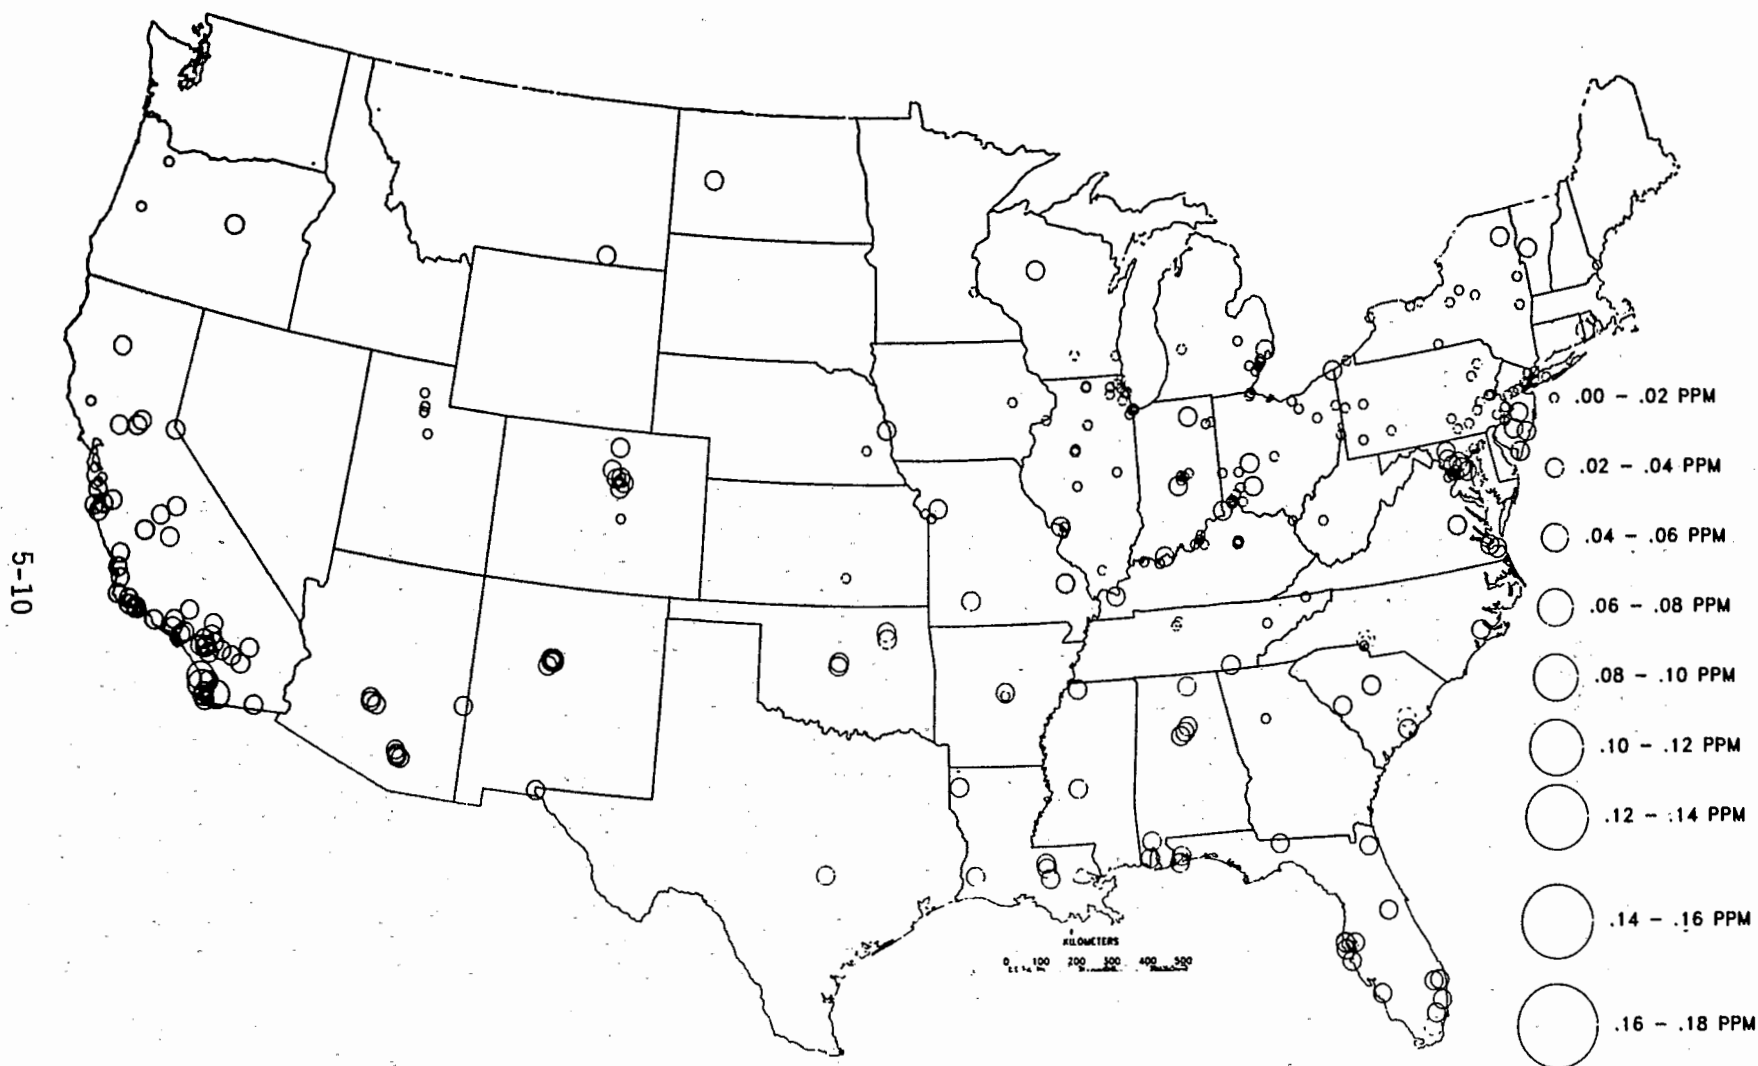 5-10
.00 - .02 PPM
.02 - .04 PPM
.04 - .06 PPM
.06 - .08 PPM
.08 - .10 PPM
.10 - .12 PPM
.12 - .14 PPM
.14 - .16 PPM
.16 - .18 PPM
KILOMETERS
0 100 200 300 400 500